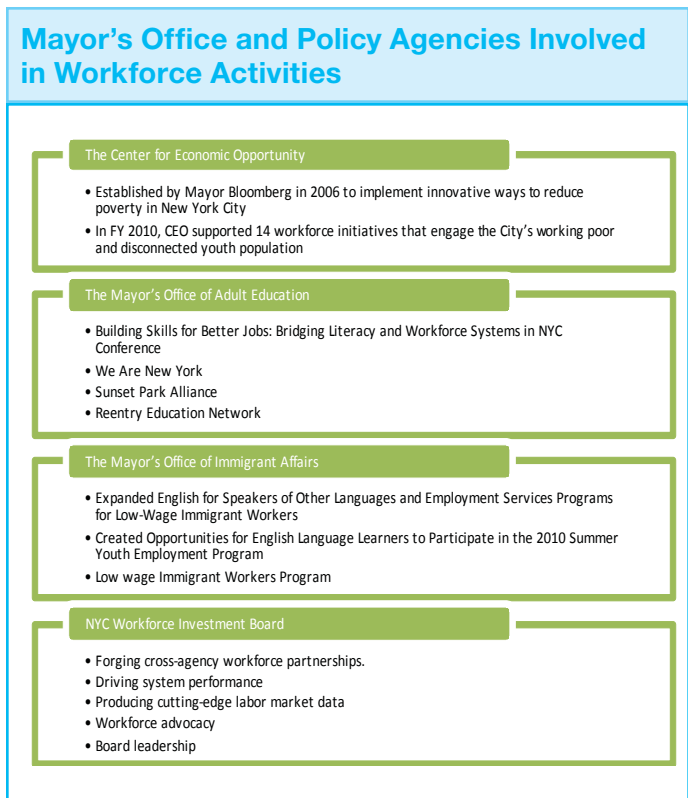 Mayor's Office and Policy Agencies Involved
in Workforce Activities
The Center for Economic Opportunity
• Established by Mayor Bloomberg in 2006 to implement innovative ways to reduce
poverty in New York City
• In FY 2010, CEO supported 14 workforce initiatives that engage the City's working poor
and disconnected youth population
The Mayor's Office of Adult Education
• Building Skills for Better Jobs: Bridging Literacy and Workforce Systems in NYC
Conference
• We Are New York
• Sunset Park Alliance
• Reentry Education Network
The Mayor's Office of Immigrant Affairs
• Expanded English for Speakers of Other Languages and Employment Services Programs
for Low-Wage Immigrant Workers
• Created Opportunities for English Language Learners to Participate in the 2010 Summer
Youth Employment Program
• Low wage Immigrant Workers Program
NYC Workforce Investment Board
• Forging cross-agency workforce partnerships.
• Driving system performance
• Producing cutting-edge labor market data
• Workforce advocacy
• Board leadership